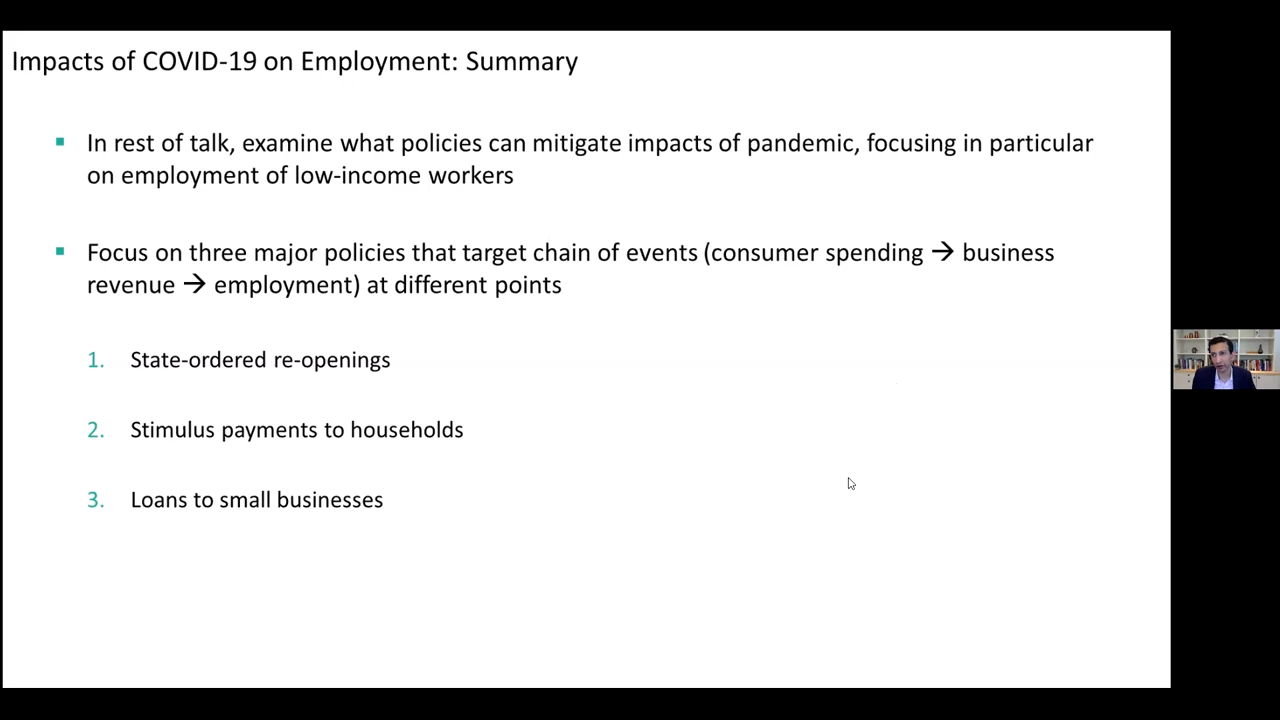 Impacts of COVID-19 on Employment: Summary
▪ In rest of talk, examine what policies can mitigate impacts of pandemic, focusing in particular
on employment of low-income workers
▪ Focus on three major policies that target chain of events (consumer spending → business
revenue → employment) at different points
1. State-ordered re-openings
2. Stimulus payments to households
3. Loans to small businesses